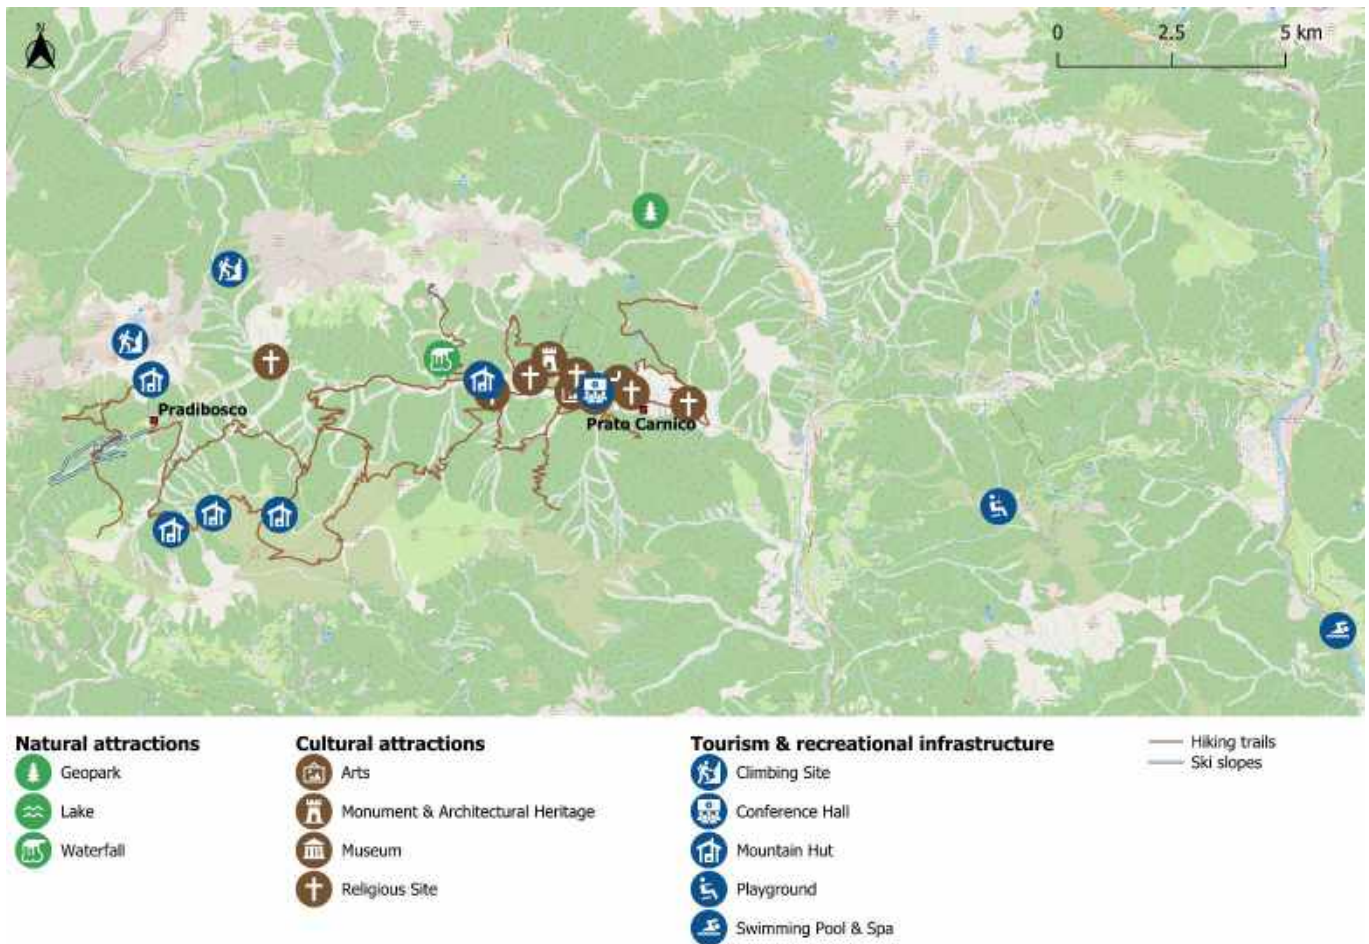 N
0 2.5 5 km
Pradibosco
Prato Carnico
Natural attractions
Geopark
Lake
Waterfall
Cultural attractions
Arts
Monument & Architectural Heritage
Museum
Religious Site
Tourism & recreational infrastructure
Climbing Site
Conference Hall
Mountain Hut
Playground
Swimming Pool & Spa
Hiking trails
Ski slopes